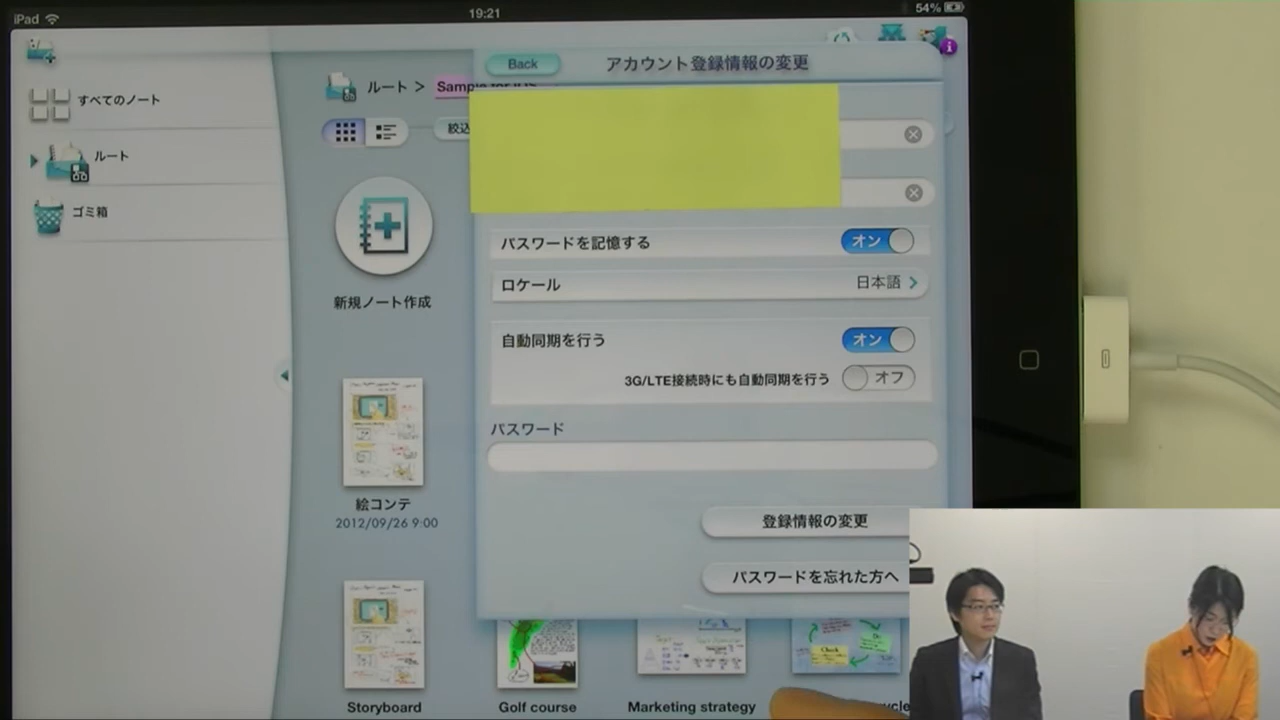 iPad
19:21
54%
すべてのノート
ルート
ゴミ箱
ルート >
絞込
新規ノート作成
絵コンテ
2012/09/26 9:00
Storyboard
Golf course
Marketing strategy
Back
アカウント登録情報の変更
パスワードを記憶する
オン
ロケール
日本語
自動同期を行う
オン
3G/LTE接続時にも自動同期を行う
オフ
パスワード
登録情報の変更
パスワードを忘れた方へ
Check